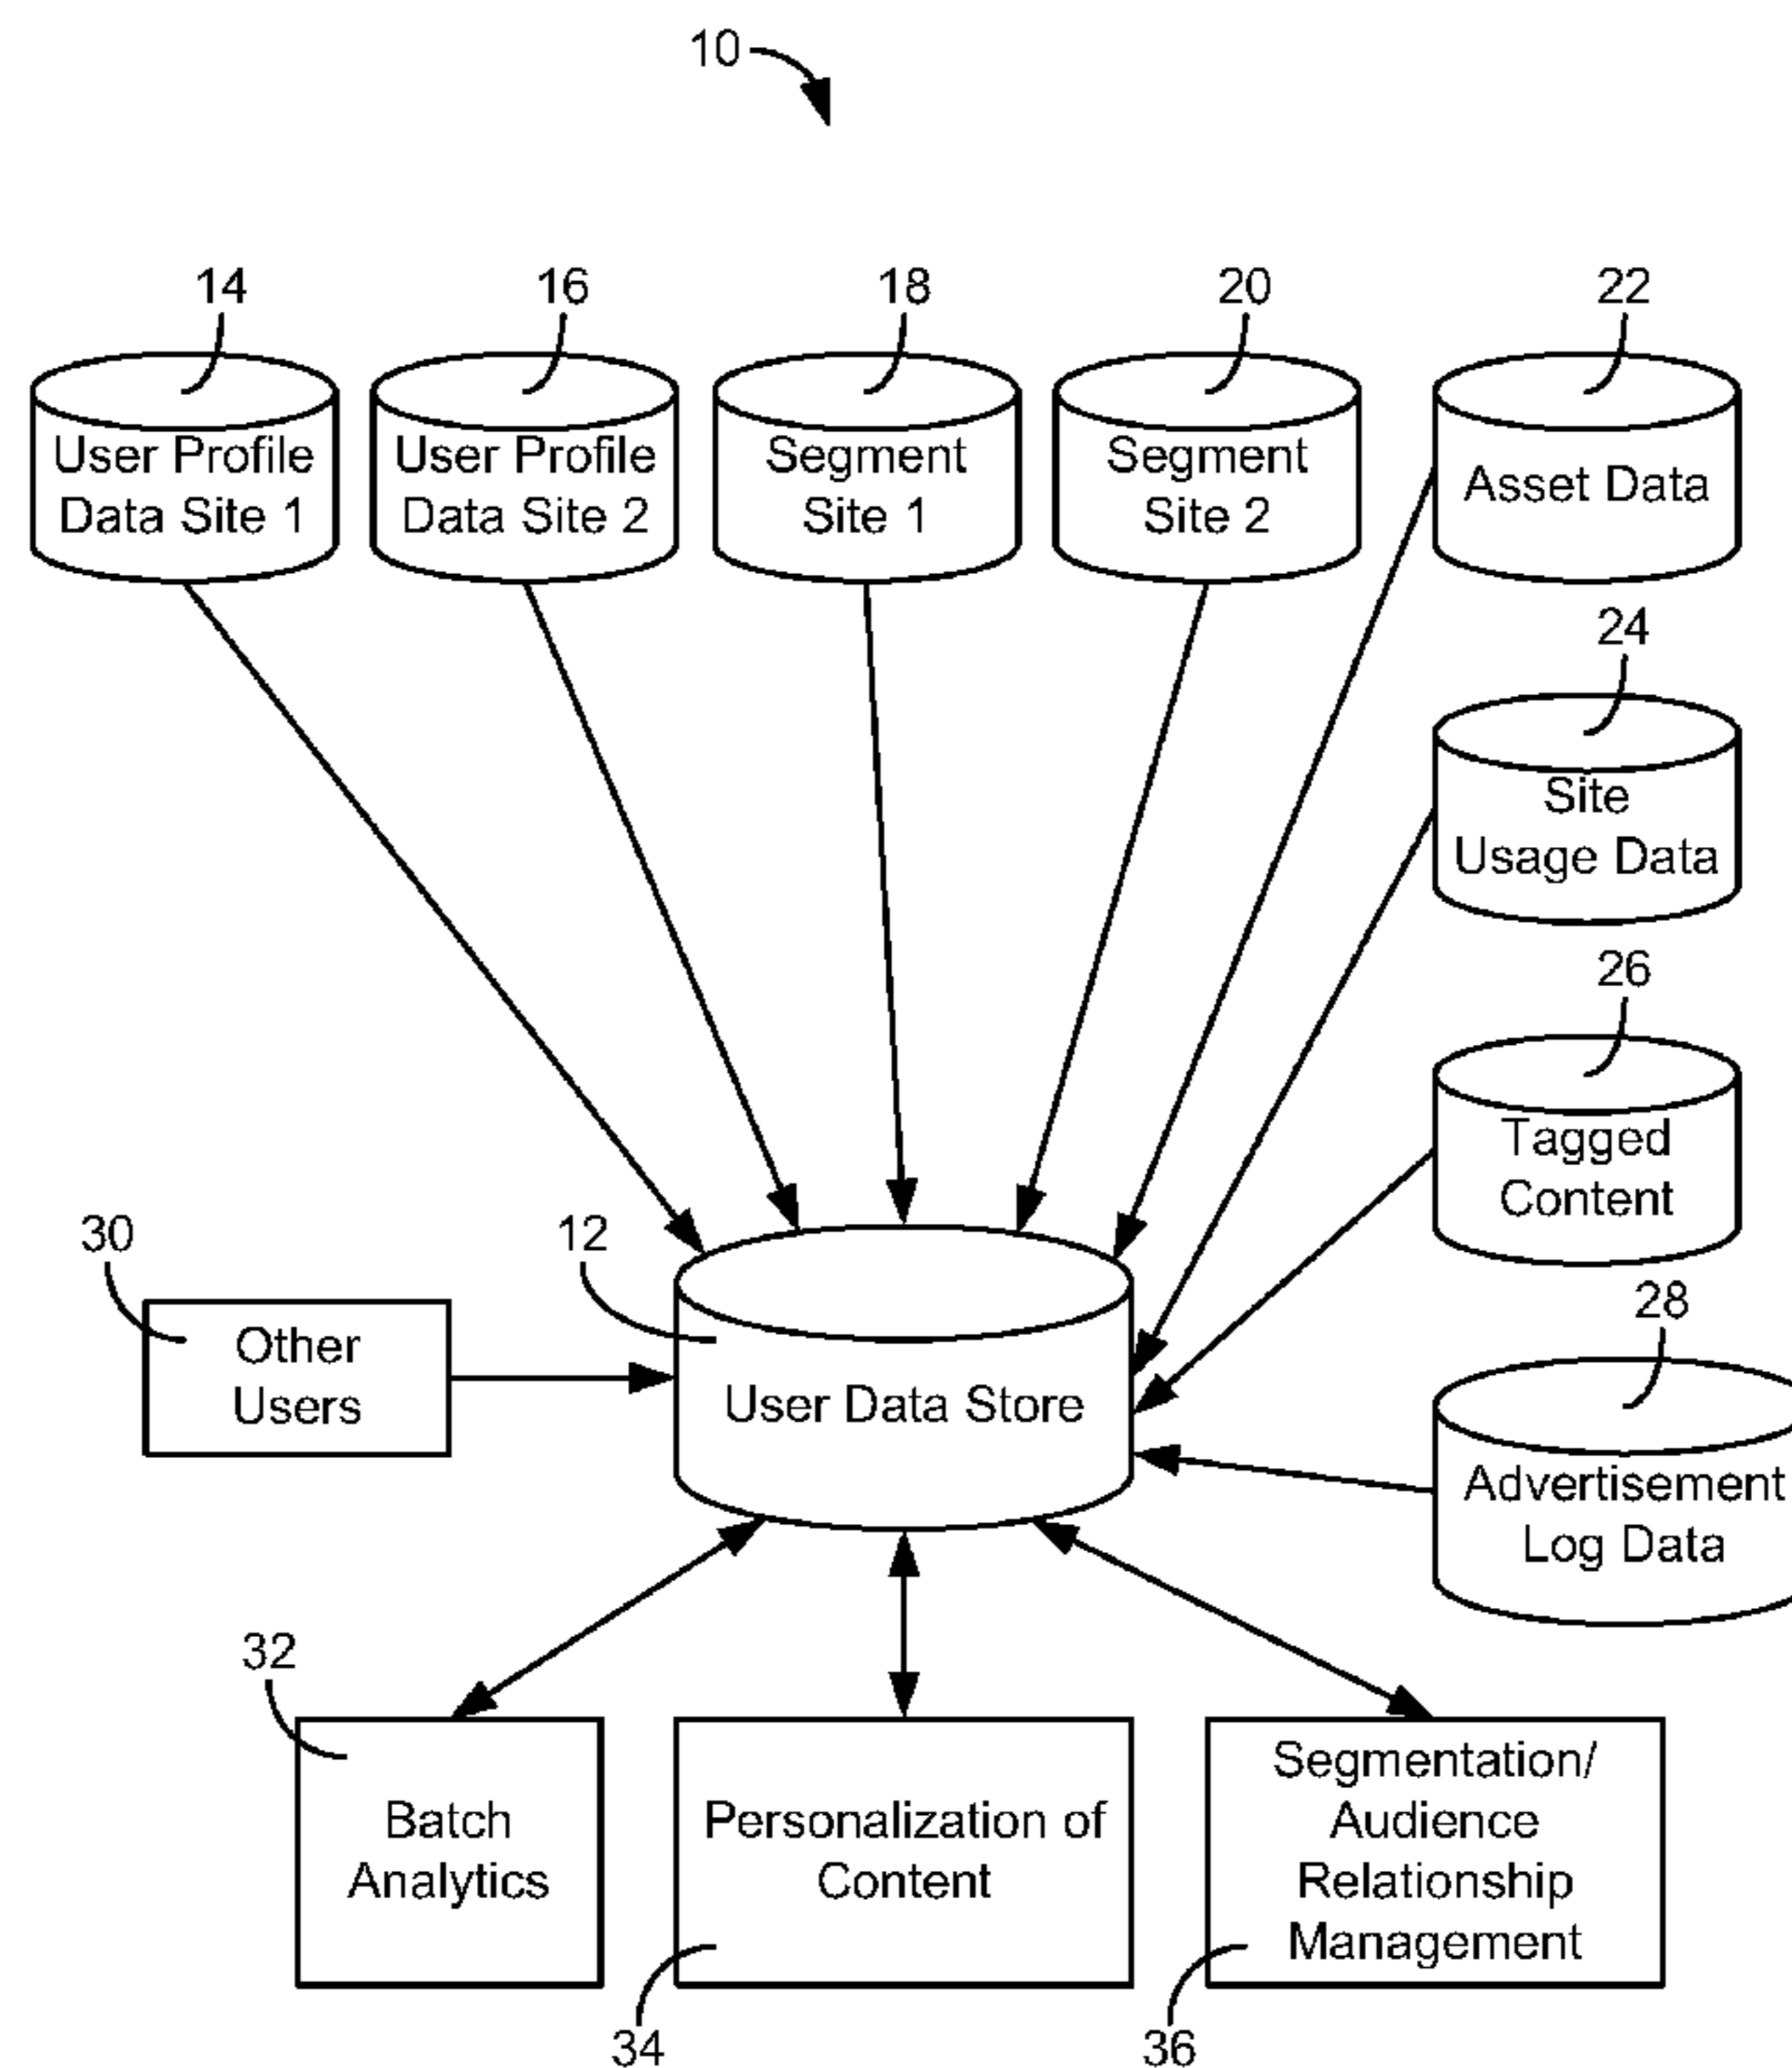 10
14
16
18
20
22
User Profile
Data Site 1
User Profile
Data Site 2
Segment
Site 1
Segment
Site 2
Asset Data
24
Site
Usage Data
26
Tagged
Content
30
12
28
Other
Users
User Data Store
Advertisement
Log Data
32
Batch
Analytics
Personalization of
Content
Segmentation/
Audience
Relationship
Management
34
36